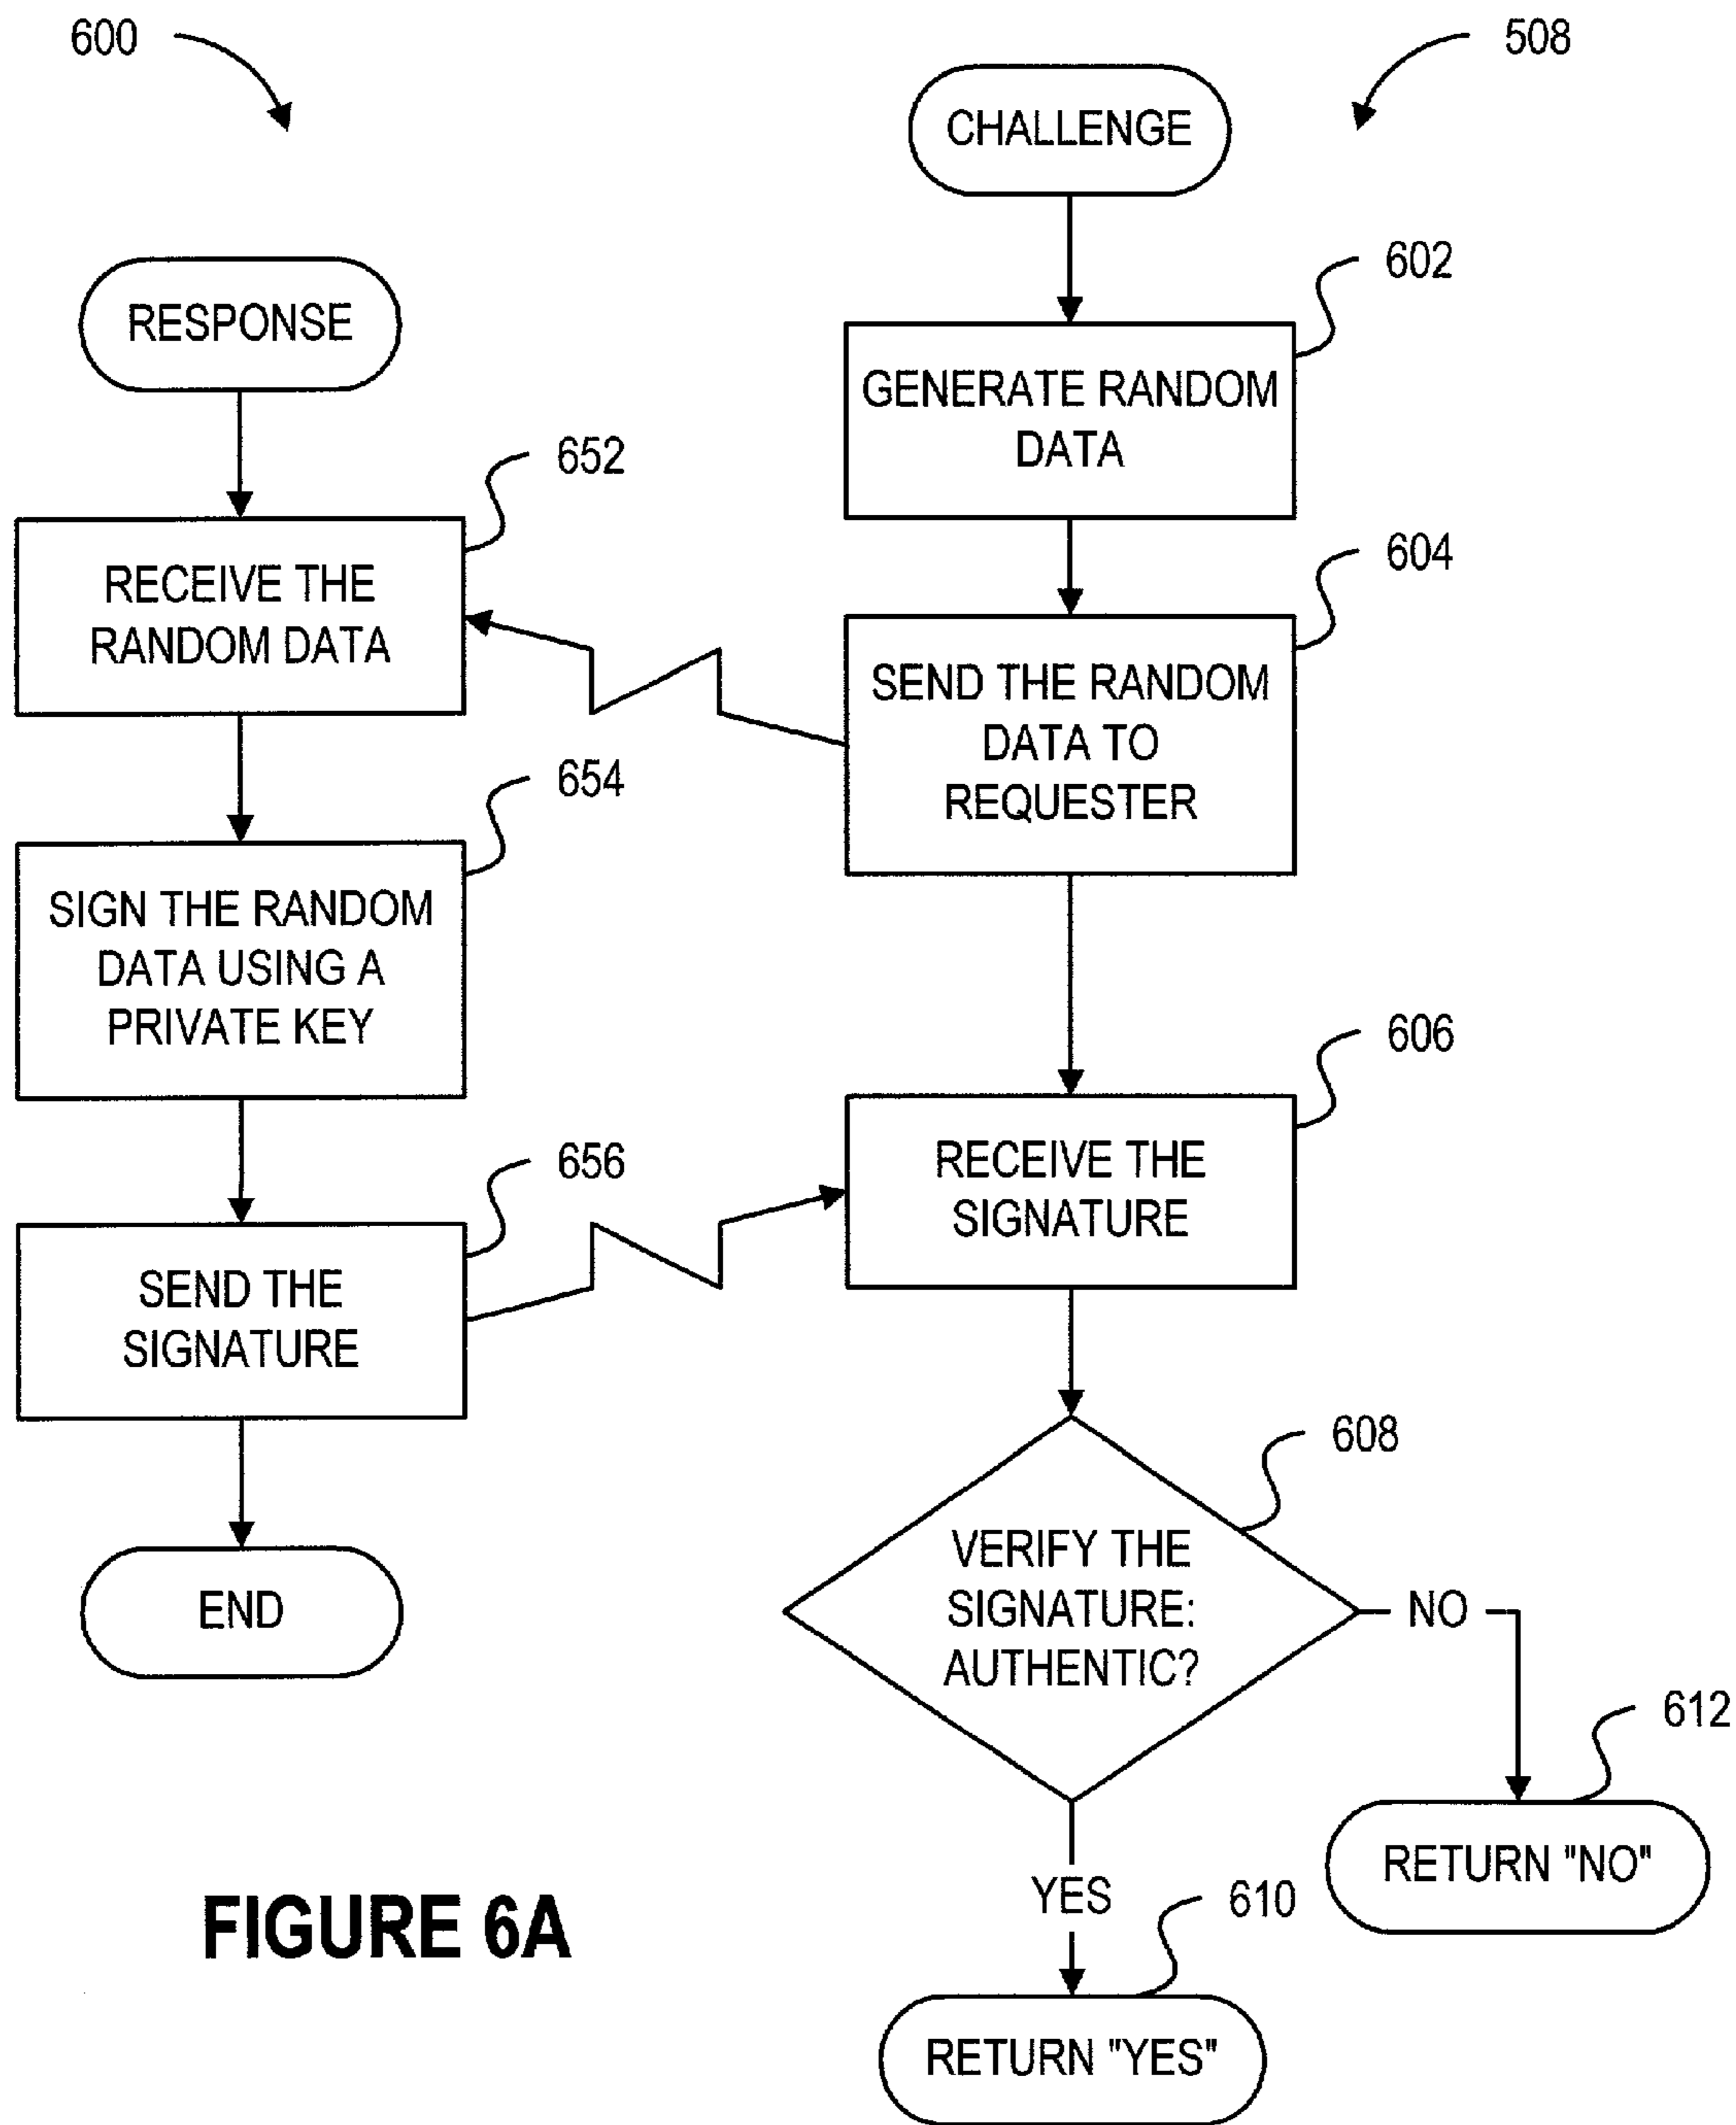 600
508
CHALLENGE
602
RESPONSE
GENERATE RANDOM
DATA
652
604
RECEIVE THE
RANDOM DATA
SEND THE RANDOM
DATA TO
REQUESTER
654
SIGN THE RANDOM
DATA USING A
PRIVATE KEY
606
656
RECEIVE THE
SIGNATURE
SEND THE
SIGNATURE
608
VERIFY THE
SIGNATURE:
AUTHENTIC?
END
NO
612
RETURN "NO"
YES
610
FIGURE 6A
RETURN "YES"